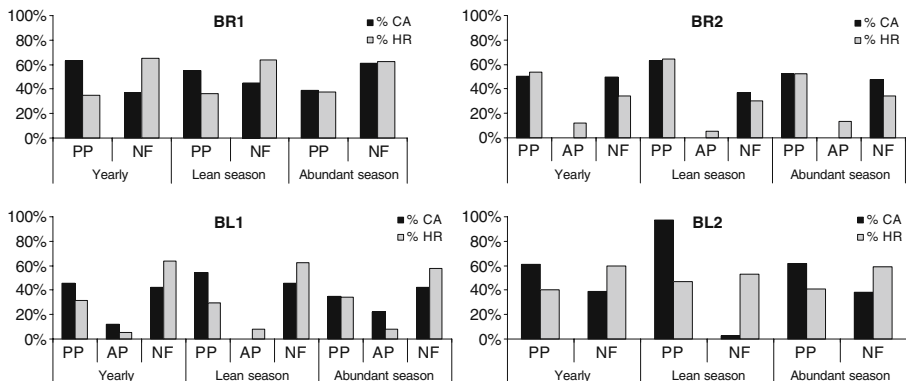 BR1
% CA
% HR
100%
80%
60%
40%
20%
0%
PP NF PP NF PP NF
Yearly Lean season Abundant season
BR2
% CA
% HR
100%
80%
60%
40%
20%
0%
PP AP NF PP AP NF PP AP NF
Yearly Lean season Abundant season
BL1
% CA
% HR
100%
80%
60%
40%
20%
0%
PP AP NF PP AP NF PP AP NF
Yearly Lean season Abundant season
BL2
% CA
% HR
100%
80%
60%
40%
20%
0%
PP NF PP NF PP NF
Yearly Lean season Abundant season